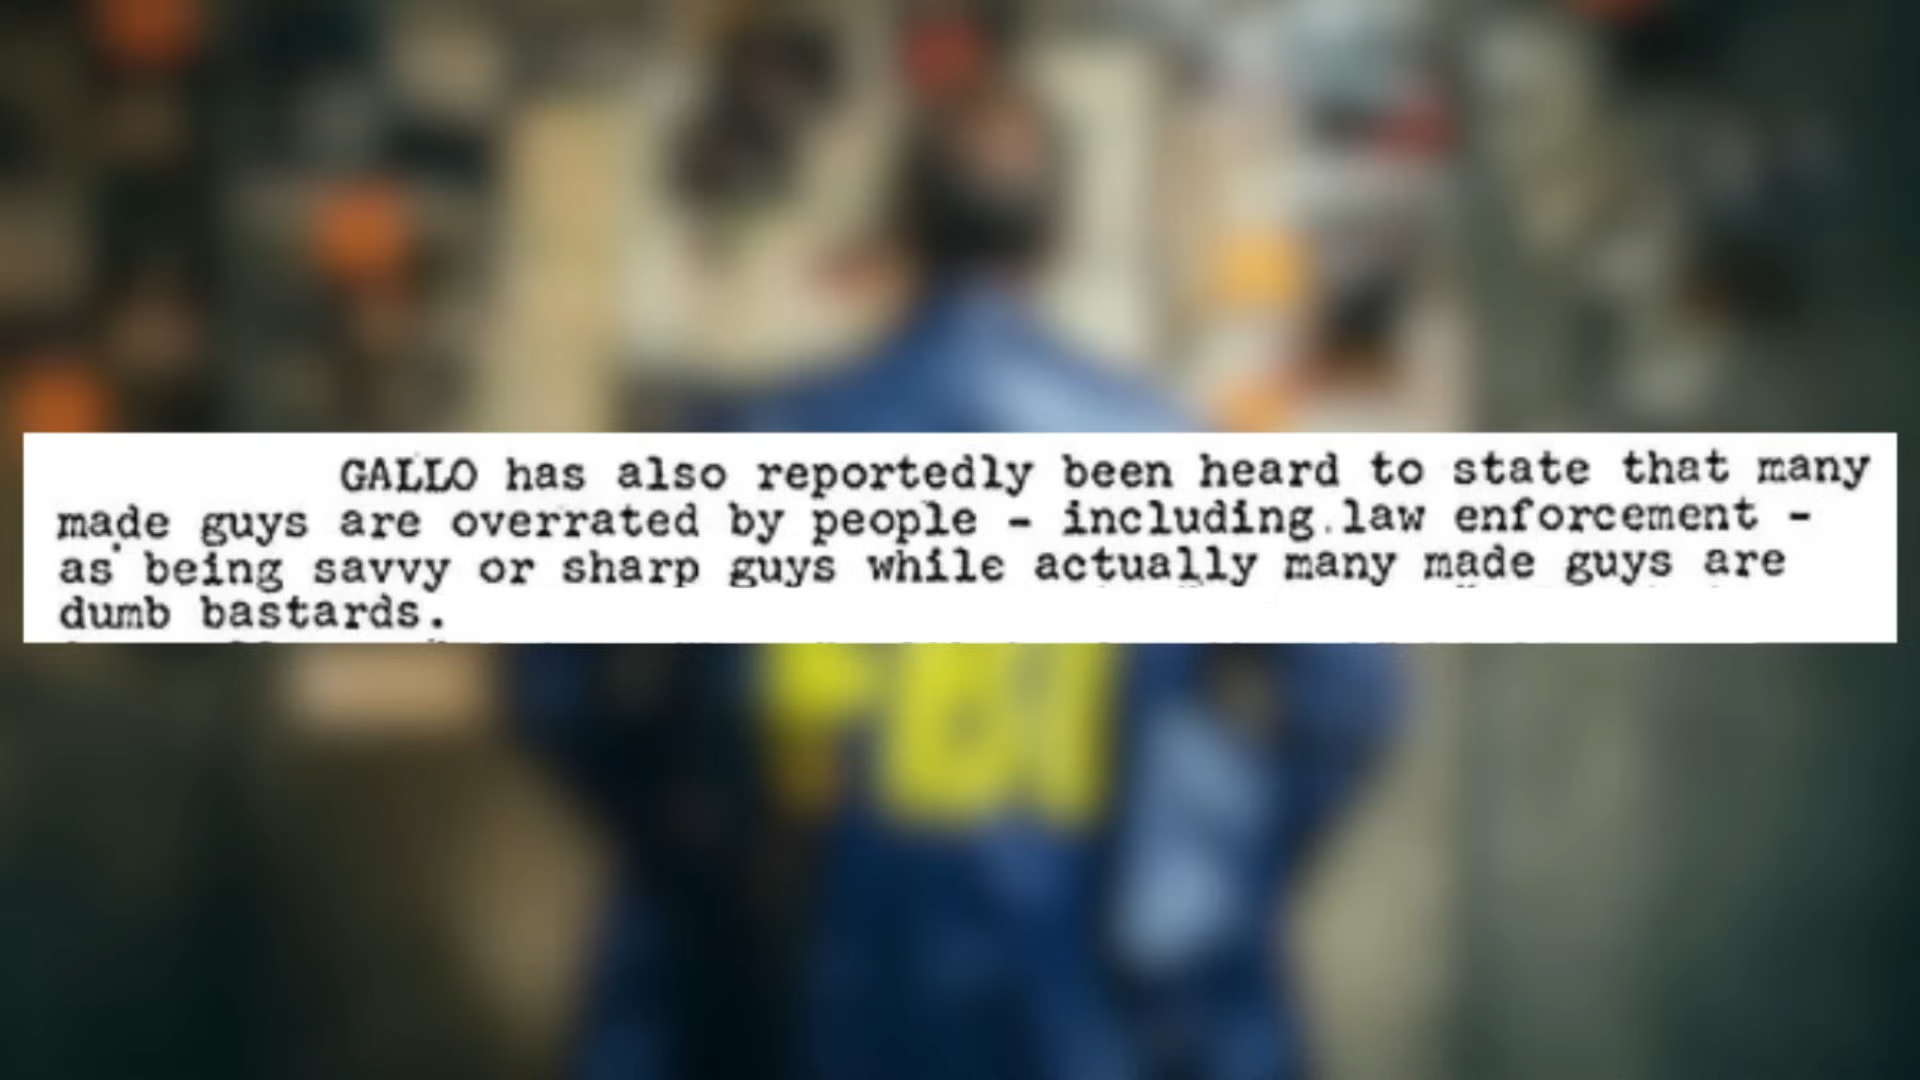 GALLO has also reportedly been heard to state that many
made guys are overrated by people - including law enforcement -
as being savvy or sharp guys while actually many made guys are
dumb bastards.
FBI